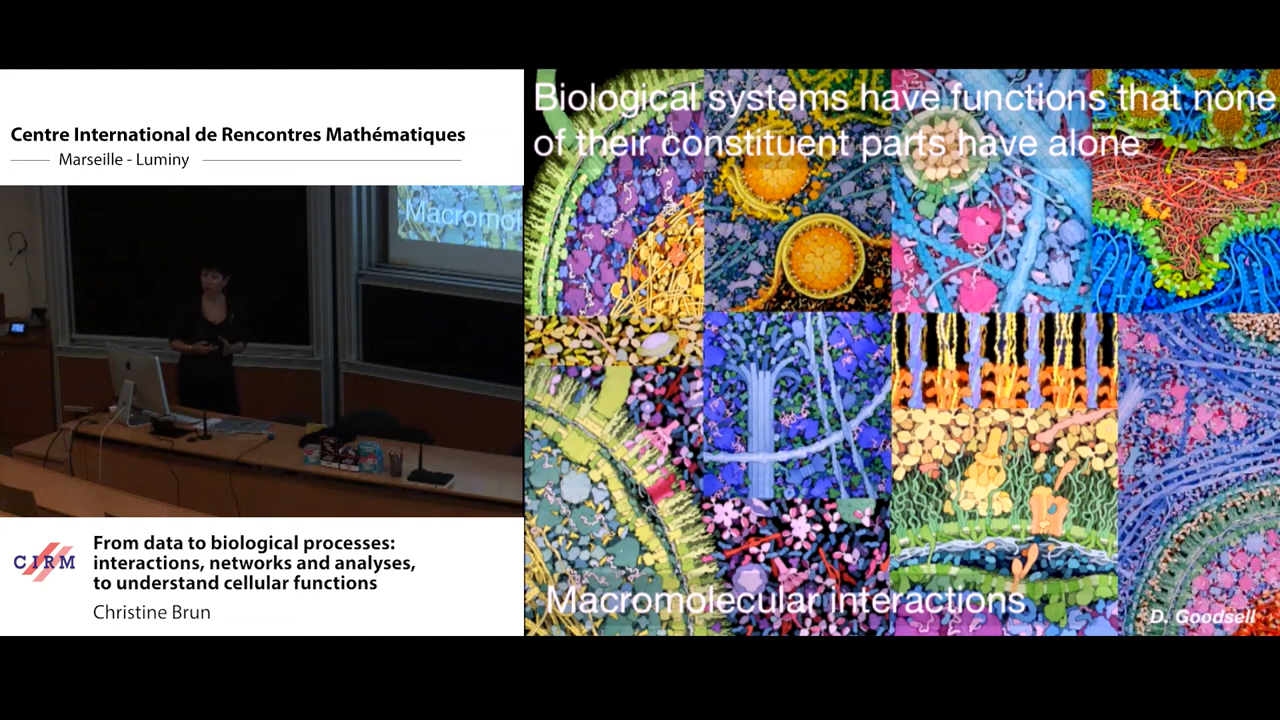 Centre International de Rencontres Mathématiques
Marseille - Luminy
Macromol
CIRM
From data to biological processes:
interactions, networks and analyses,
to understand cellular functions
Christine Brun
Biological systems have functions that none
of their constituent parts have alone
Macromolecular interactions
D. Goodsell